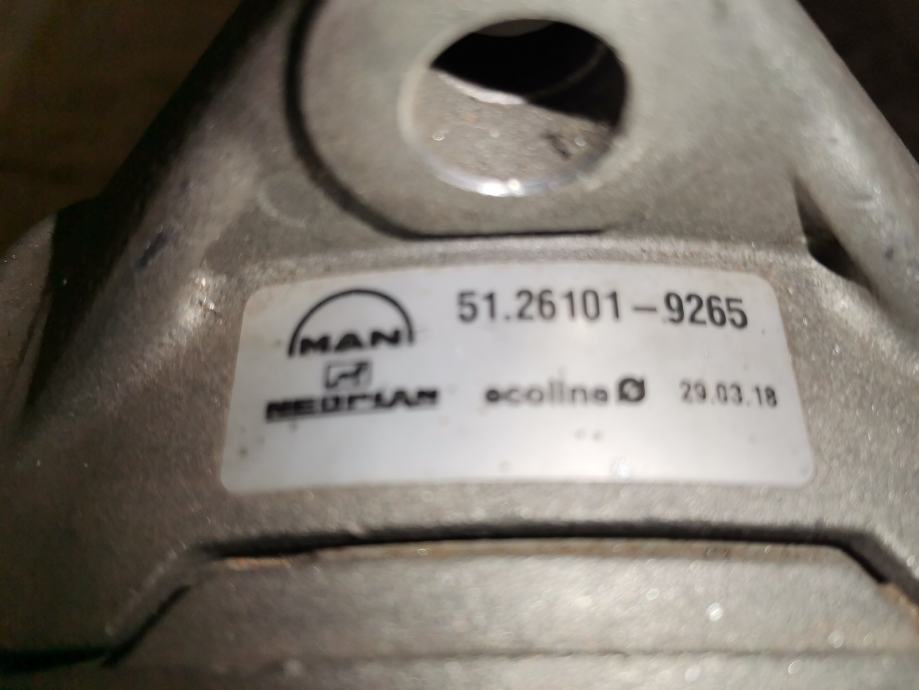 51.26101-9265
MAN
NEOPLAN
ecoline 29.03.18